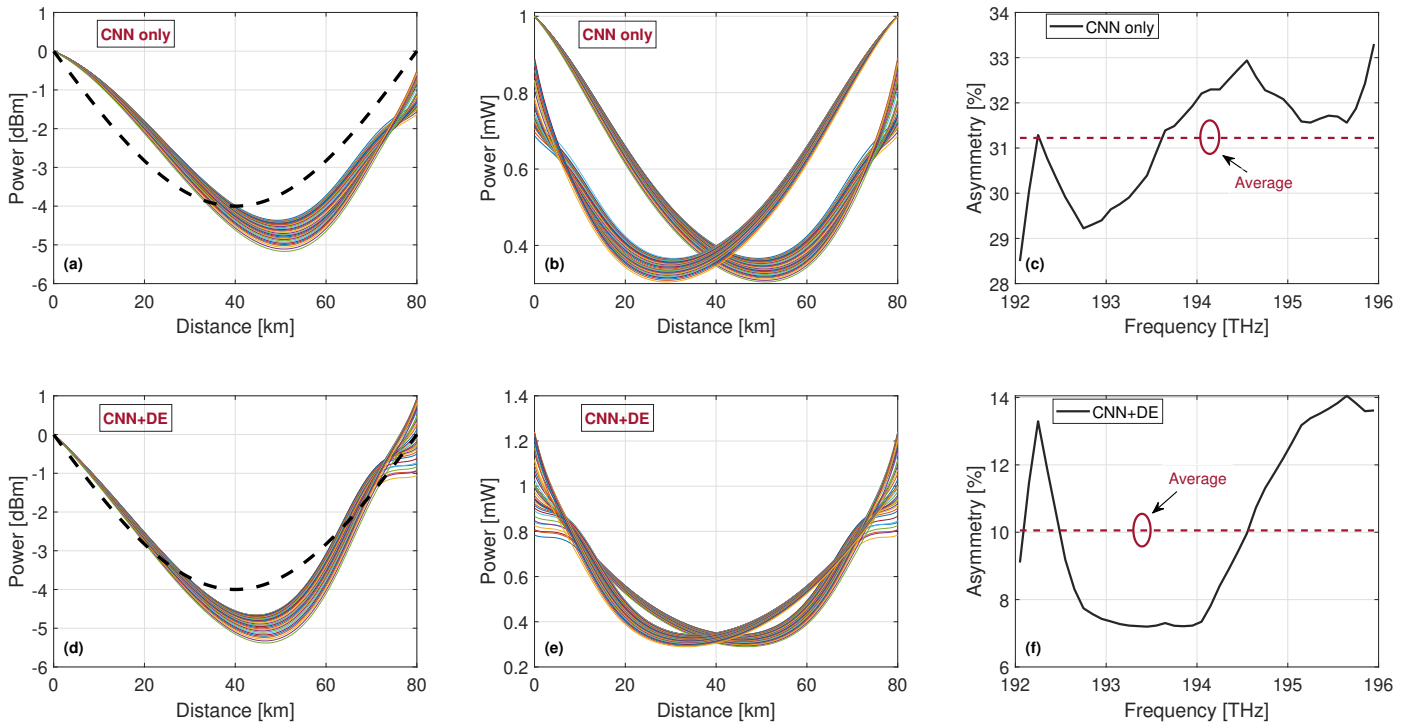 1
0
-1
-2
-3
-4
-5
-6
Power [dBm]
CNN only
(a)
0 20 40 60 80
Distance [km]
1
0.8
0.6
0.4
Power [mW]
CNN only
(b)
0 20 40 60 80
Distance [km]
34
33
32
31
30
29
28
Asymmetry [%]
CNN only
Average
(c)
192 193 194 195 196
Frequency [THz]
1
0
-1
-2
-3
-4
-5
-6
Power [dBm]
CNN+DE
(d)
0 20 40 60 80
Distance [km]
1.4
1.2
1
0.8
0.6
0.4
0.2
Power [mW]
CNN+DE
(e)
0 20 40 60 80
Distance [km]
14
12
10
8
6
Asymmetry [%]
CNN+DE
Average
(f)
192 193 194 195 196
Frequency [THz]